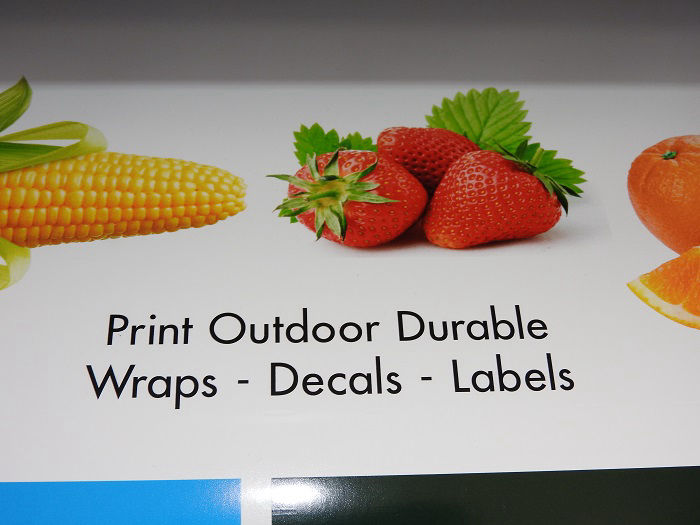 Print Outdoor Durable
Wraps - Decals - Labels